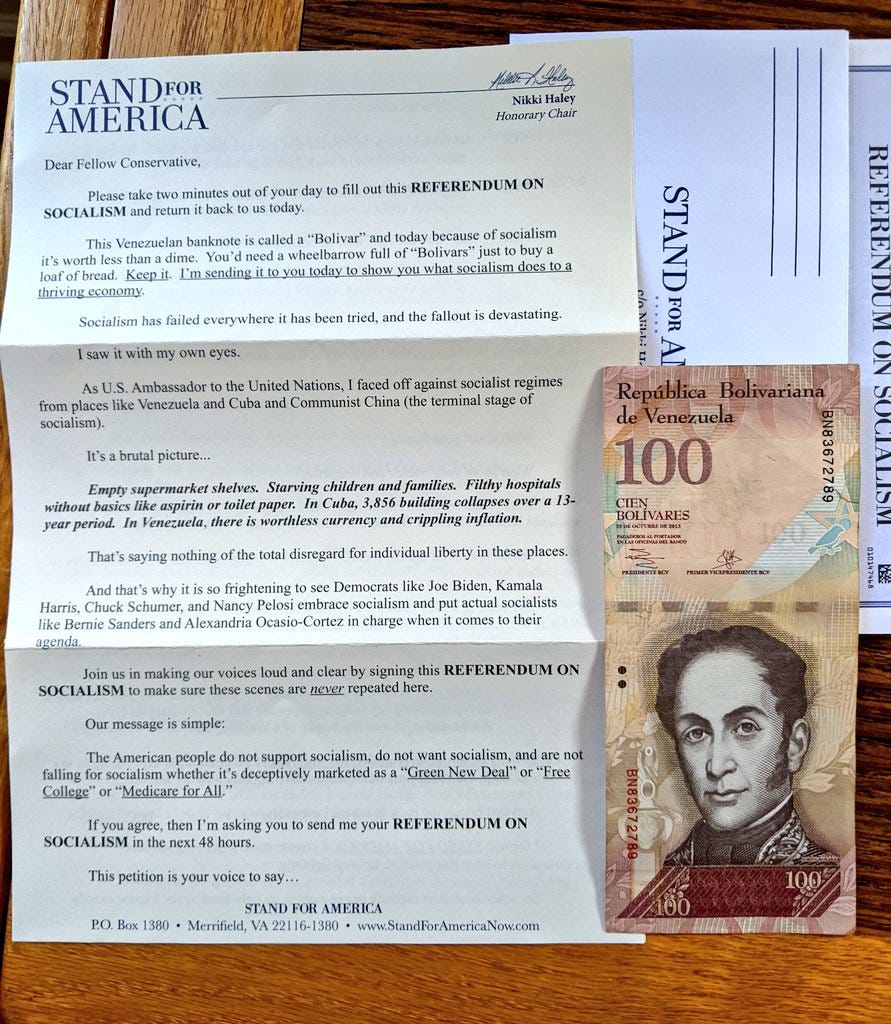 STAND FOR
AMERICA
Nikki Haley
Honorary Chair
Dear Fellow Conservative,
Please take two minutes out of your day to fill out this REFERENDUM ON
SOCIALISM and return it back to us today.
This Venezuelan banknote is called a “Bolivar” and today because of socialism
it’s worth less than a dime. You’d need a wheelbarrow full of “Bolivars” just to buy a
loaf of bread. Keep it. I’m sending it to you today to show you what socialism does to a
thriving economy.
Socialism has failed everywhere it has been tried, and the fallout is devastating.
I saw it with my own eyes.
As U.S. Ambassador to the United Nations, I faced off against socialist regimes
from places like Venezuela and Cuba and Communist China (the terminal stage of
socialism).
It’s a brutal picture...
Empty supermarket shelves. Starving children and families. Filthy hospitals
without basics like aspirin or toilet paper. In Cuba, 3,856 building collapses over a 13-
year period. In Venezuela, there is worthless currency and crippling inflation.
That’s saying nothing of the total disregard for individual liberty in these places.
And that’s why it is so frightening to see Democrats like Joe Biden, Kamala
Harris, Chuck Schumer, and Nancy Pelosi embrace socialism and put actual socialists
like Bernie Sanders and Alexandria Ocasio-Cortez in charge when it comes to their
agenda.
Join us in making our voices loud and clear by signing this REFERENDUM ON
SOCIALISM to make sure these scenes are never repeated here.
Our message is simple:
The American people do not support socialism, do not want socialism, and are not
falling for socialism whether it’s deceptively marketed as a “Green New Deal” or “Free
College” or “Medicare for All.”
If you agree, then I’m asking you to send me your REFERENDUM ON
SOCIALISM in the next 48 hours.
This petition is your voice to say…
STAND FOR AMERICA
P.O. Box 1380 • Merrifield, VA 22116-1380 • www.StandForAmericaNow.com
STAND FOR A
c/o Nikki Ha
REFERENDUM ON SOCIALISM
010147468
República Bolivariana
de Venezuela
100
CIEN
BOLÍVARES
29 DE OCTUBRE DE 2013
PAGADEROS AL PORTADOR
EN LAS OFICINAS DEL BANCO
PRESIDENTE BCV PRIMER VICEPRESIDENTE BCV
BN83672789
BN83672789
100
100